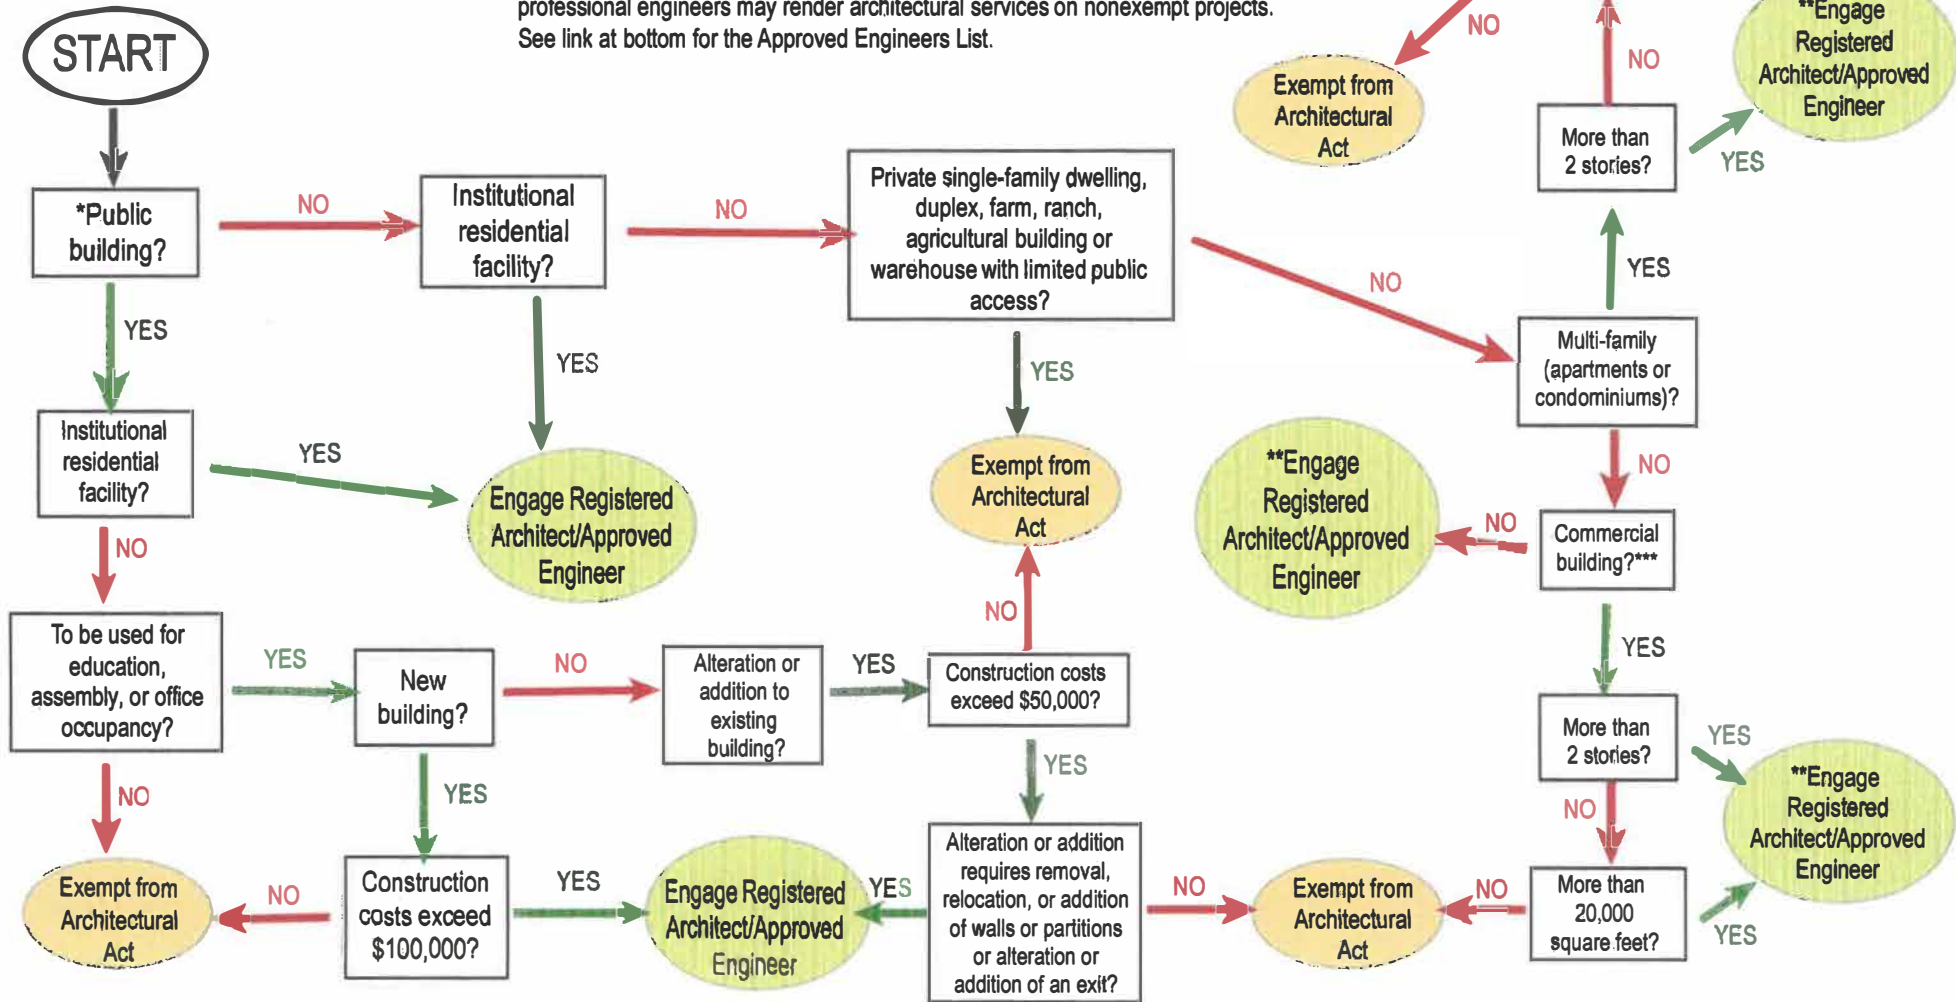 professional engineers may render architectural services on nonexempt projects.
See link at bottom for the Approved Engineers List.
START
*Public
building?
NO
Institutional
residential
facility?
NO
Private single-family dwelling,
duplex, farm, ranch,
agricultural building or
warehouse with limited public
access?
NO
Exempt from
Architectural
Act
NO
NO
**Engage
Registered
Architect/Approved
Engineer
More than
2 stories?
YES
YES
Multi-family
(apartments or
condominiums)?
NO
YES
YES
YES
Institutional
residential
facility?
YES
Engage Registered
Architect/Approved
Engineer
Exempt from
Architectural
Act
**Engage
Registered
Architect/Approved
Engineer
NO
Commercial
building?***
YES
NO
NO
To be used for
education,
assembly, or office
occupancy?
YES
New
building?
NO
Alteration or
addition to
existing
building?
YES
Construction costs
exceed $50,000?
YES
More than
2 stories?
YES
**Engage
Registered
Architect/Approved
Engineer
NO
NO
YES
Exempt from
Architectural
Act
NO
Construction
costs exceed
$100,000?
YES
Engage Registered
Architect/Approved
Engineer
YES
Alteration or addition
requires removal,
relocation, or addition
of walls or partitions
or alteration or
addition of an exit?
NO
Exempt from
Architectural
Act
NO
More than
20,000
square feet?
YES